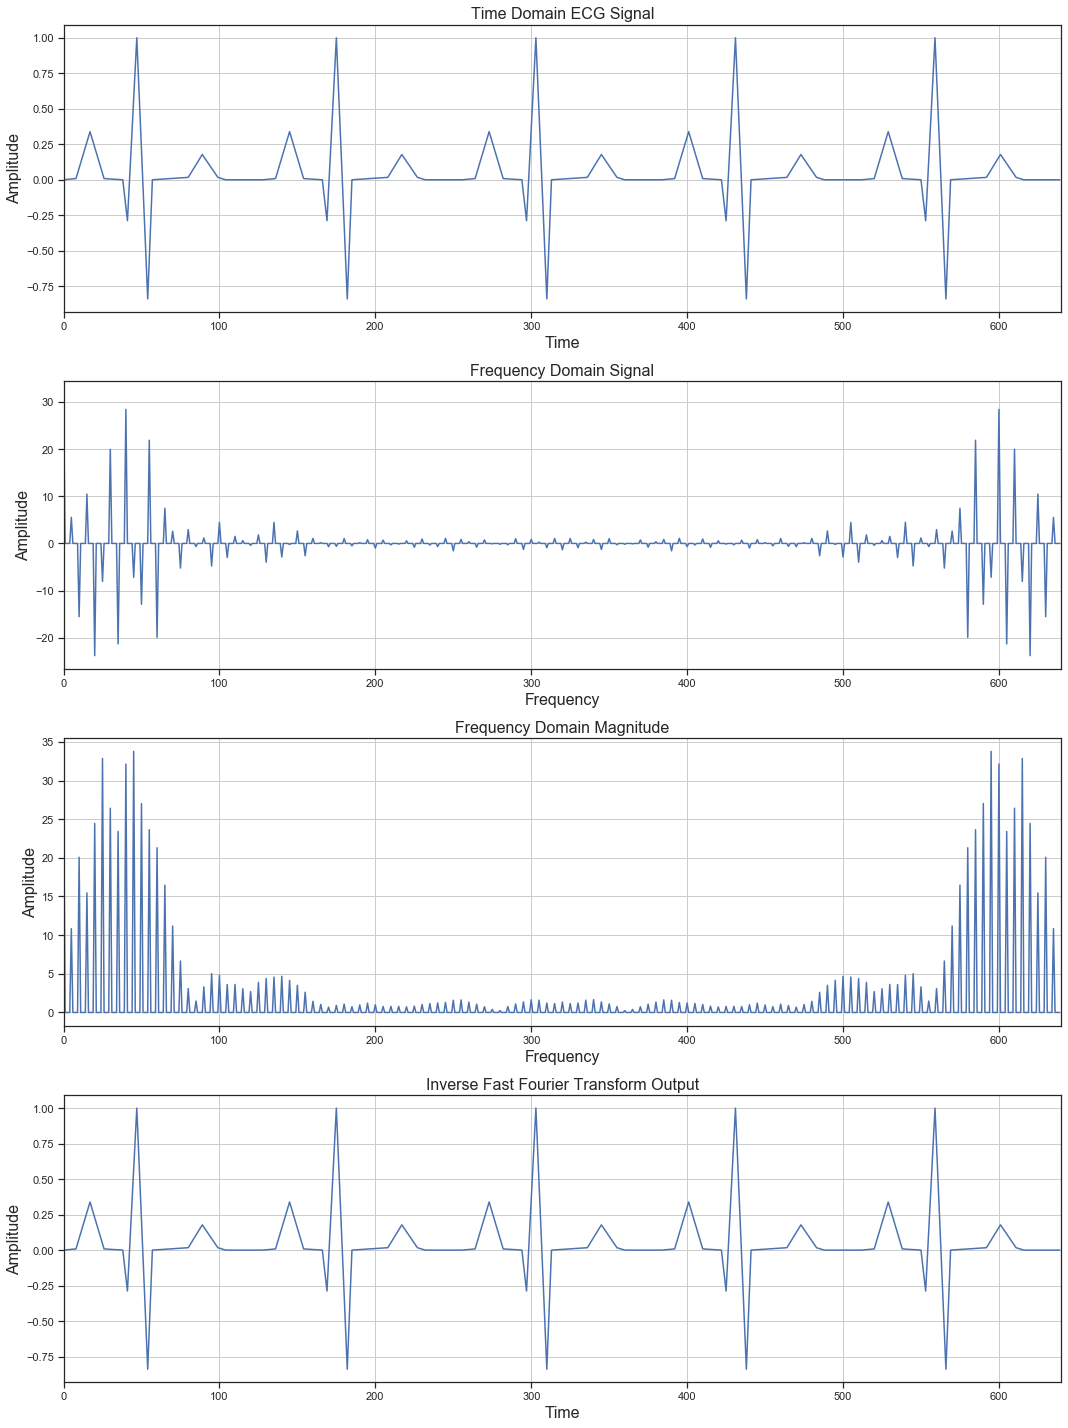 Time Domain ECG Signal
1.00
0.75
0.50
0.25
0.00
−0.25
−0.50
−0.75
Amplitude
0 100 200 300 400 500 600
Time
Frequency Domain Signal
30
20
10
0
−10
−20
Amplitude
0 100 200 300 400 500 600
Frequency
Frequency Domain Magnitude
35
30
25
20
15
10
5
0
Amplitude
0 100 200 300 400 500 600
Frequency
Inverse Fast Fourier Transform Output
1.00
0.75
0.50
0.25
0.00
−0.25
−0.50
−0.75
Amplitude
0 100 200 300 400 500 600
Time